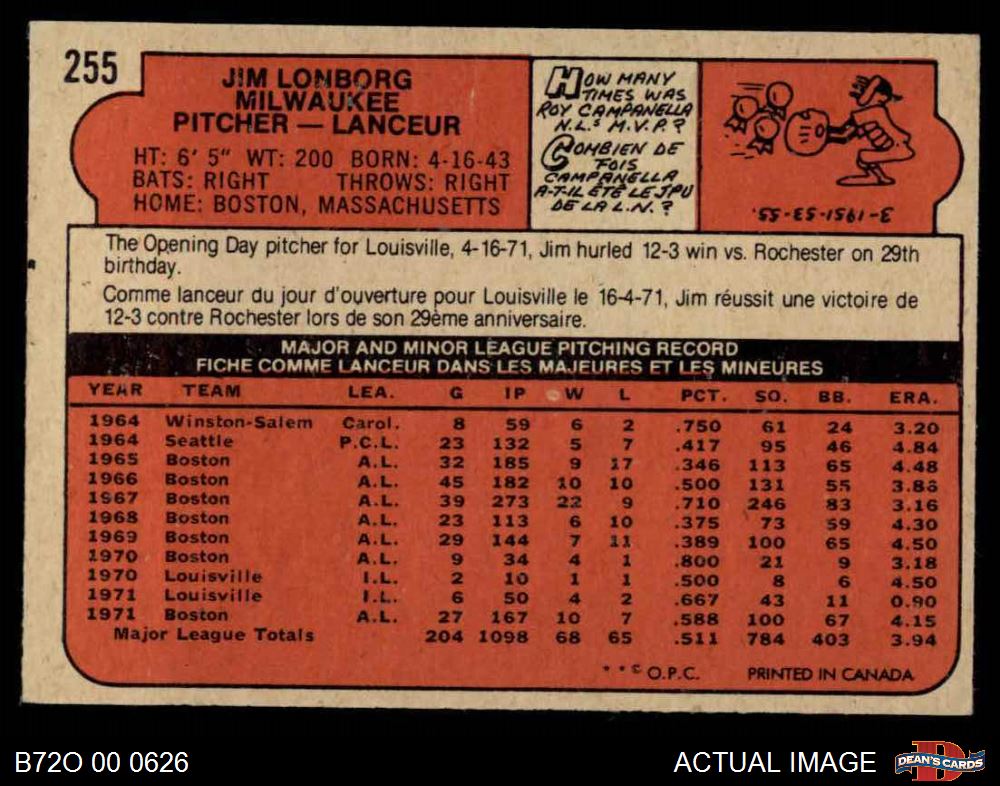 255
JIM LONBORG
MILWAUKEE
PITCHER — LANCEUR
HT: 6' 5" WT: 200 BORN: 4-16-43
BATS: RIGHT THROWS: RIGHT
HOME: BOSTON, MASSACHUSETTS
HOW MANY
TIMES WAS
ROY CAMPANELLA
N.L.'S M.V.P.?
COMBIEN DE
FOIS
CAMPANELLA
A-T-IL ÉTÉ LE JPU
DE LA L.N.?
3-1951-53-55.
The Opening Day pitcher for Louisville, 4-16-71, Jim hurled 12-3 win vs. Rochester on 29th
birthday.
Comme lanceur du jour d'ouverture pour Louisville le 16-4-71, Jim réussit une victoire de
12-3 contre Rochester lors de son 29ème anniversaire.
MAJOR AND MINOR LEAGUE PITCHING RECORD
FICHE COMME LANCEUR DANS LES MAJEURES ET LES MINEURES
YEAR TEAM LEA. G IP W L PCT. SO. BB. ERA.
1964 Winston-Salem Carol. 8 59 6 2 .750 61 24 3.20
1964 Seattle P.C.L. 23 132 5 7 .417 95 46 4.84
1965 Boston A.L. 32 185 9 17 .346 113 65 4.48
1966 Boston A.L. 45 182 10 10 .500 131 55 3.86
1967 Boston A.L. 39 273 22 9 .710 246 83 3.16
1968 Boston A.L. 23 113 6 10 .375 73 59 4.30
1969 Boston A.L. 29 144 7 11 .389 100 65 4.50
1970 Boston A.L. 9 34 4 1 .800 21 9 3.18
1970 Louisville I.L. 2 10 1 1 .500 8 6 4.50
1971 Louisville I.L. 6 50 4 2 .667 43 11 0.90
1971 Boston A.L. 27 167 10 7 .588 100 67 4.15
Major League Totals 204 1098 68 65 .511 784 403 3.94
* * © O.P.C. PRINTED IN CANADA
B72O 00 0626
ACTUAL IMAGE
DEAN'S CARDS